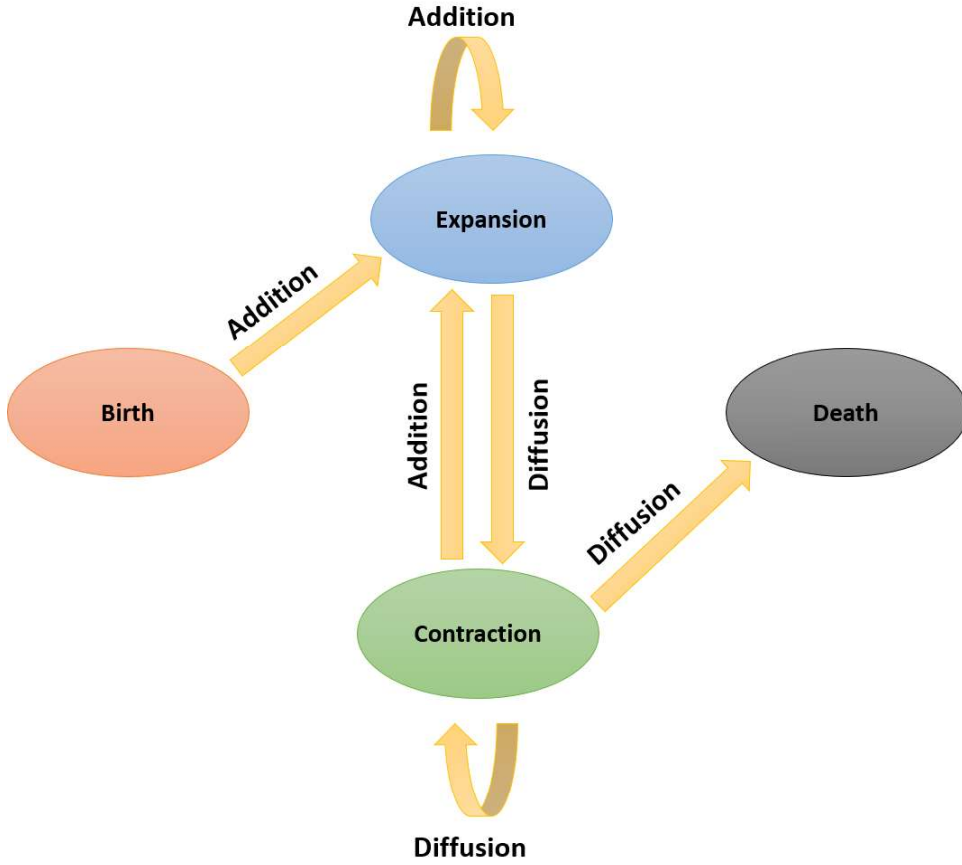 Addition
Expansion
Addition
Birth
Addition
Diffusion
Death
Diffusion
Contraction
Diffusion